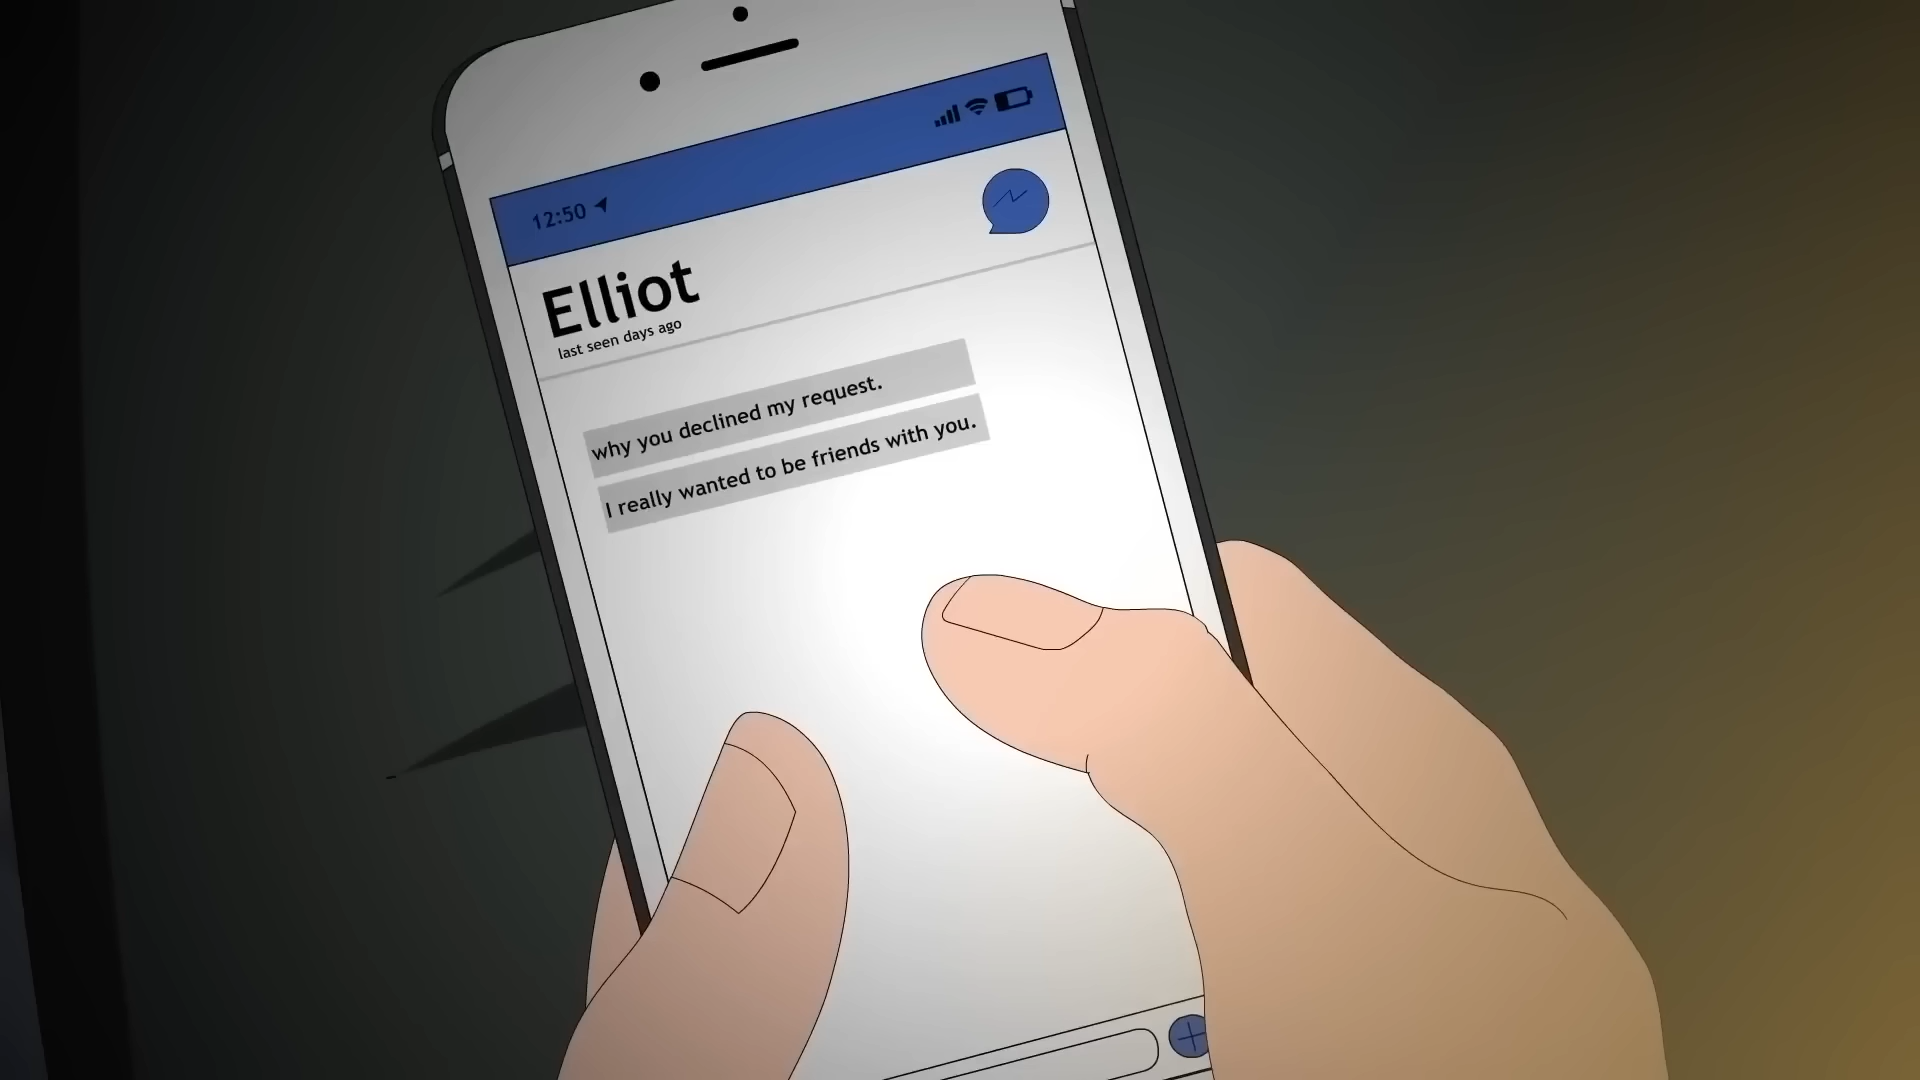 12:50
Elliot
last seen days ago
why you declined my request.
I really wanted to be friends with you.